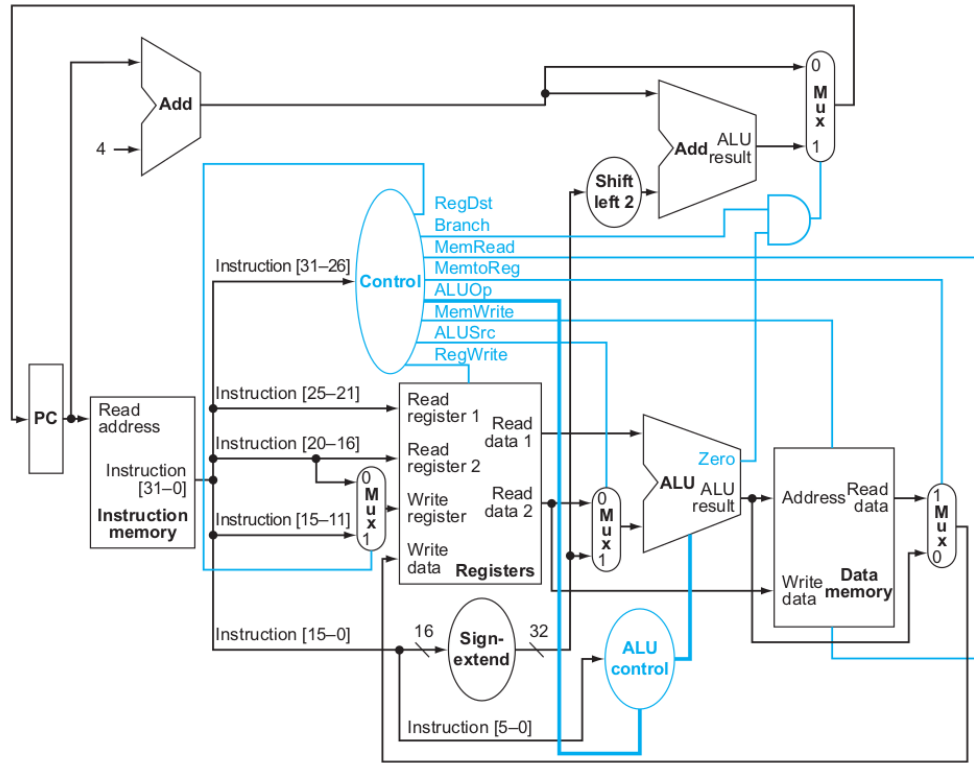 0
M
u
x
1
Add
4
Add
ALU
result
Shift
left 2
RegDst
Branch
MemRead
MemtoReg
ALUOp
MemWrite
ALUSrc
RegWrite
Control
Instruction [31–26]
Instruction [25–21]
Instruction [20–16]
Instruction [15–11]
Instruction [15–0]
Instruction [5–0]
PC
Read
address
Instruction
[31–0]
Instruction
memory
0
M
u
x
1
Read
register 1
Read
register 2
Write
register
Write
data
Read
data 1
Read
data 2
Registers
0
M
u
x
1
Zero
ALU
ALU
result
Address
Read
data
Write
data
Data
memory
1
M
u
x
0
16
Sign-
extend
32
ALU
control